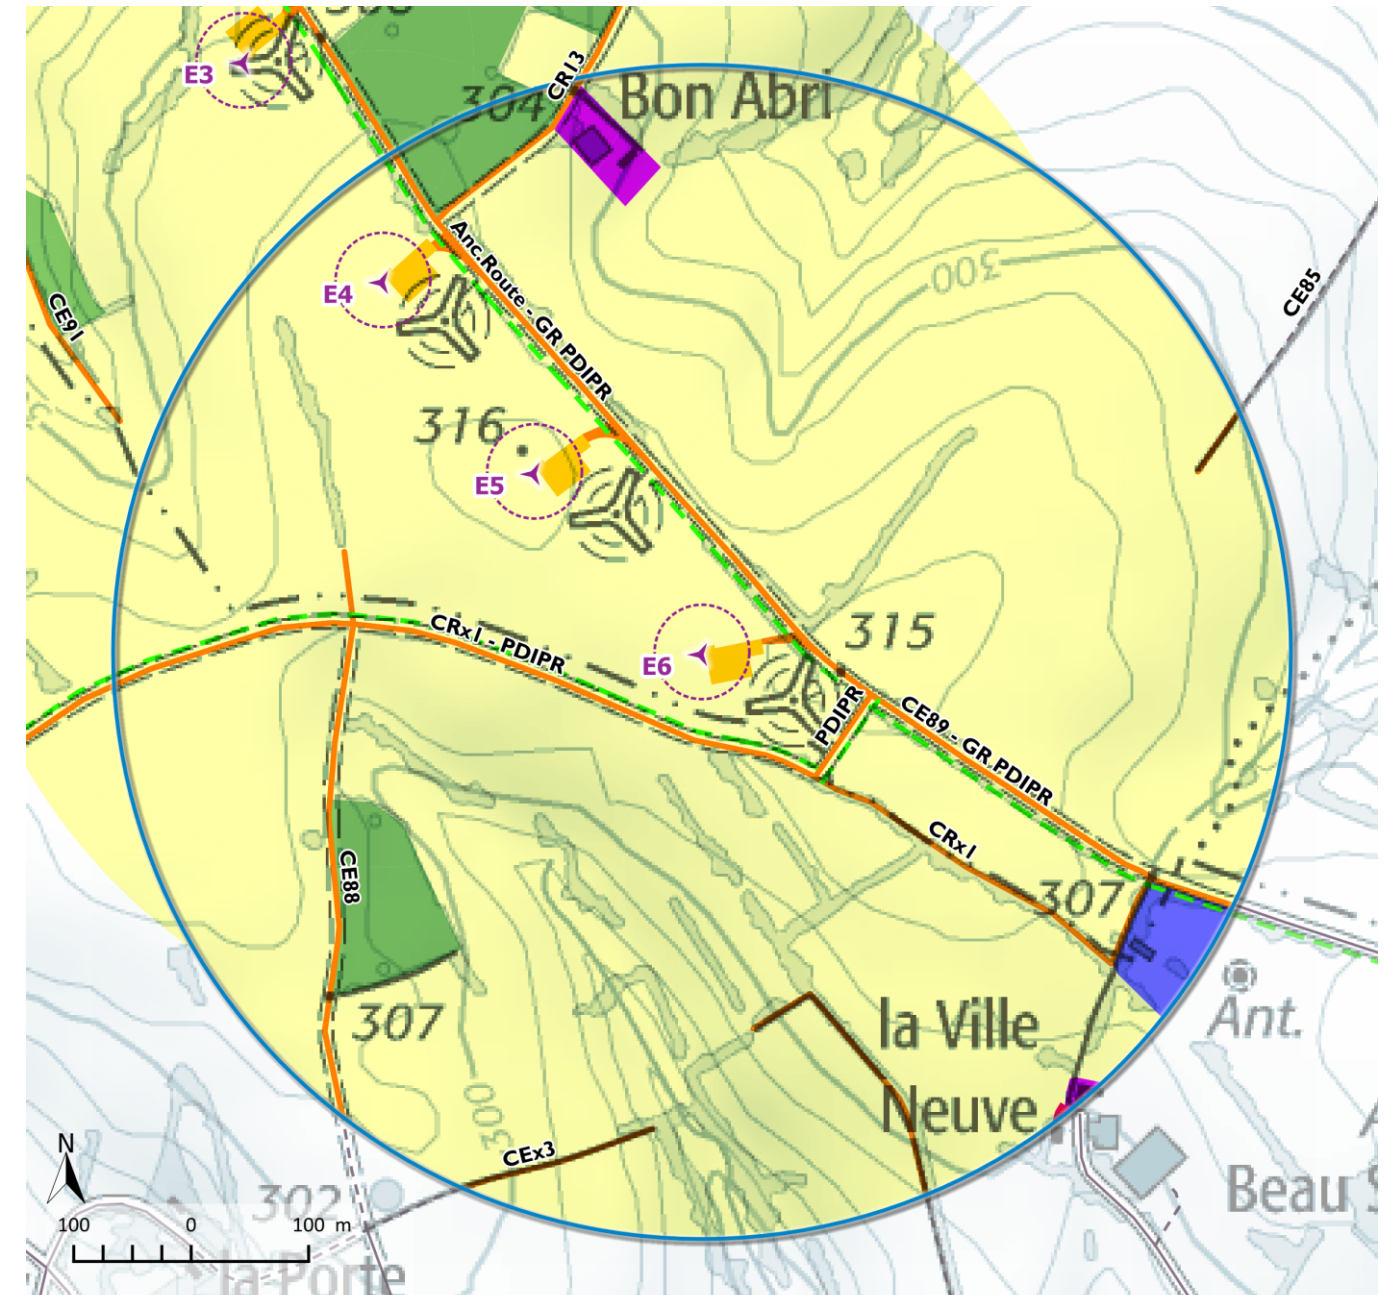 E3
304
CR13
Bon Abri
E4
Anc.Route - GR PDIPR
300
CE85
CE91
316
E5
CRx1 - PDIPR
E6
315
PDIPR
CE89 - GR PDIPR
CRx1
CE88
307
307
la Ville
Neuve
Ant.
300
CEx3
N
302
Beau
100 0 100 m
la Porte